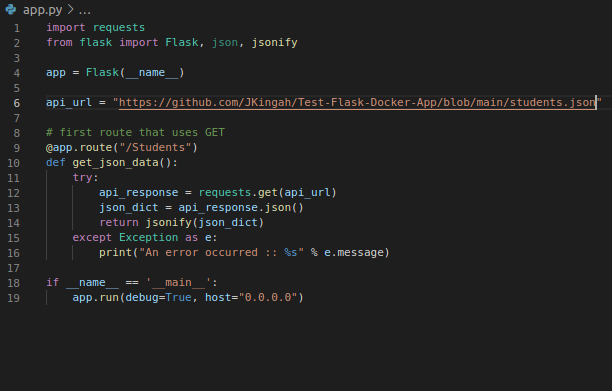 app.py > ...
1 import requests
2 from flask import Flask, json, jsonify
3
4 app = Flask(__name__)
5
6 api_url = "https://github.com/JKingah/Test-Flask-Docker-App/blob/main/students.json"
7
8 # first route that uses GET
9 @app.route("/Students")
10 def get_json_data():
11     try:
12         api_response = requests.get(api_url)
13         json_dict = api_response.json()
14         return jsonify(json_dict)
15     except Exception as e:
16         print("An error occurred :: %s" % e.message)
17
18 if __name__ == '__main__':
19     app.run(debug=True, host="0.0.0.0")